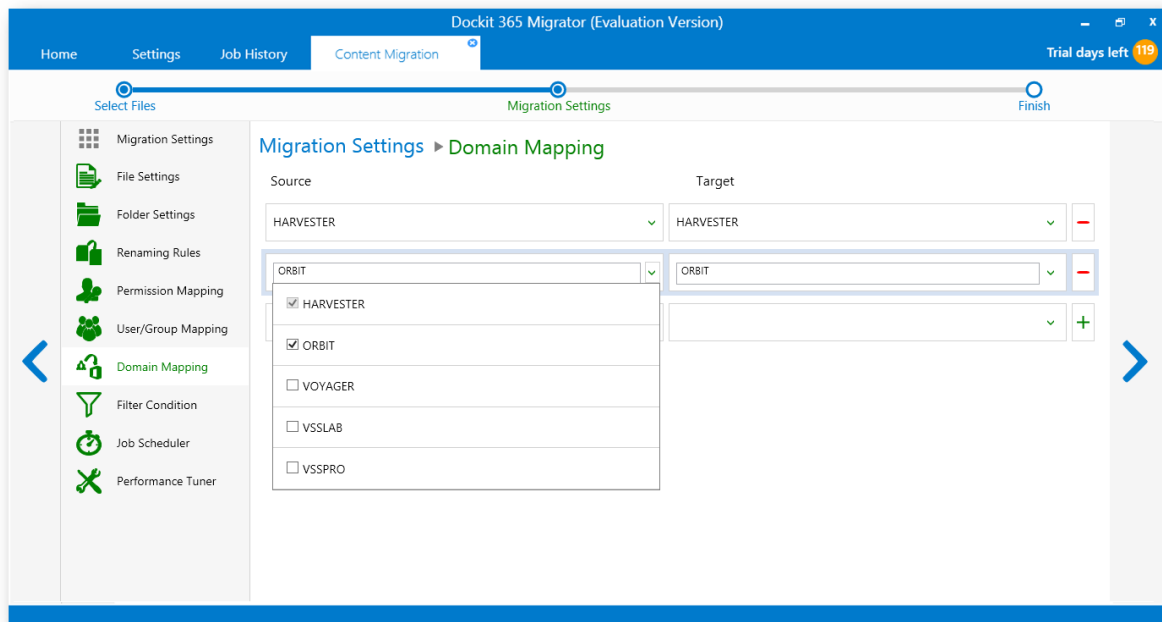 Dockit 365 Migrator (Evaluation Version)
Home Settings Job History Content Migration Trial days left 119
Select Files Migration Settings Finish
Migration Settings
File Settings
Folder Settings
Renaming Rules
Permission Mapping
User/Group Mapping
Domain Mapping
Filter Condition
Job Scheduler
Performance Tuner
Migration Settings Domain Mapping
Source Target
HARVESTER HARVESTER
ORBIT ORBIT
HARVESTER
ORBIT
VOYAGER
VSSLAB
VSSPRO